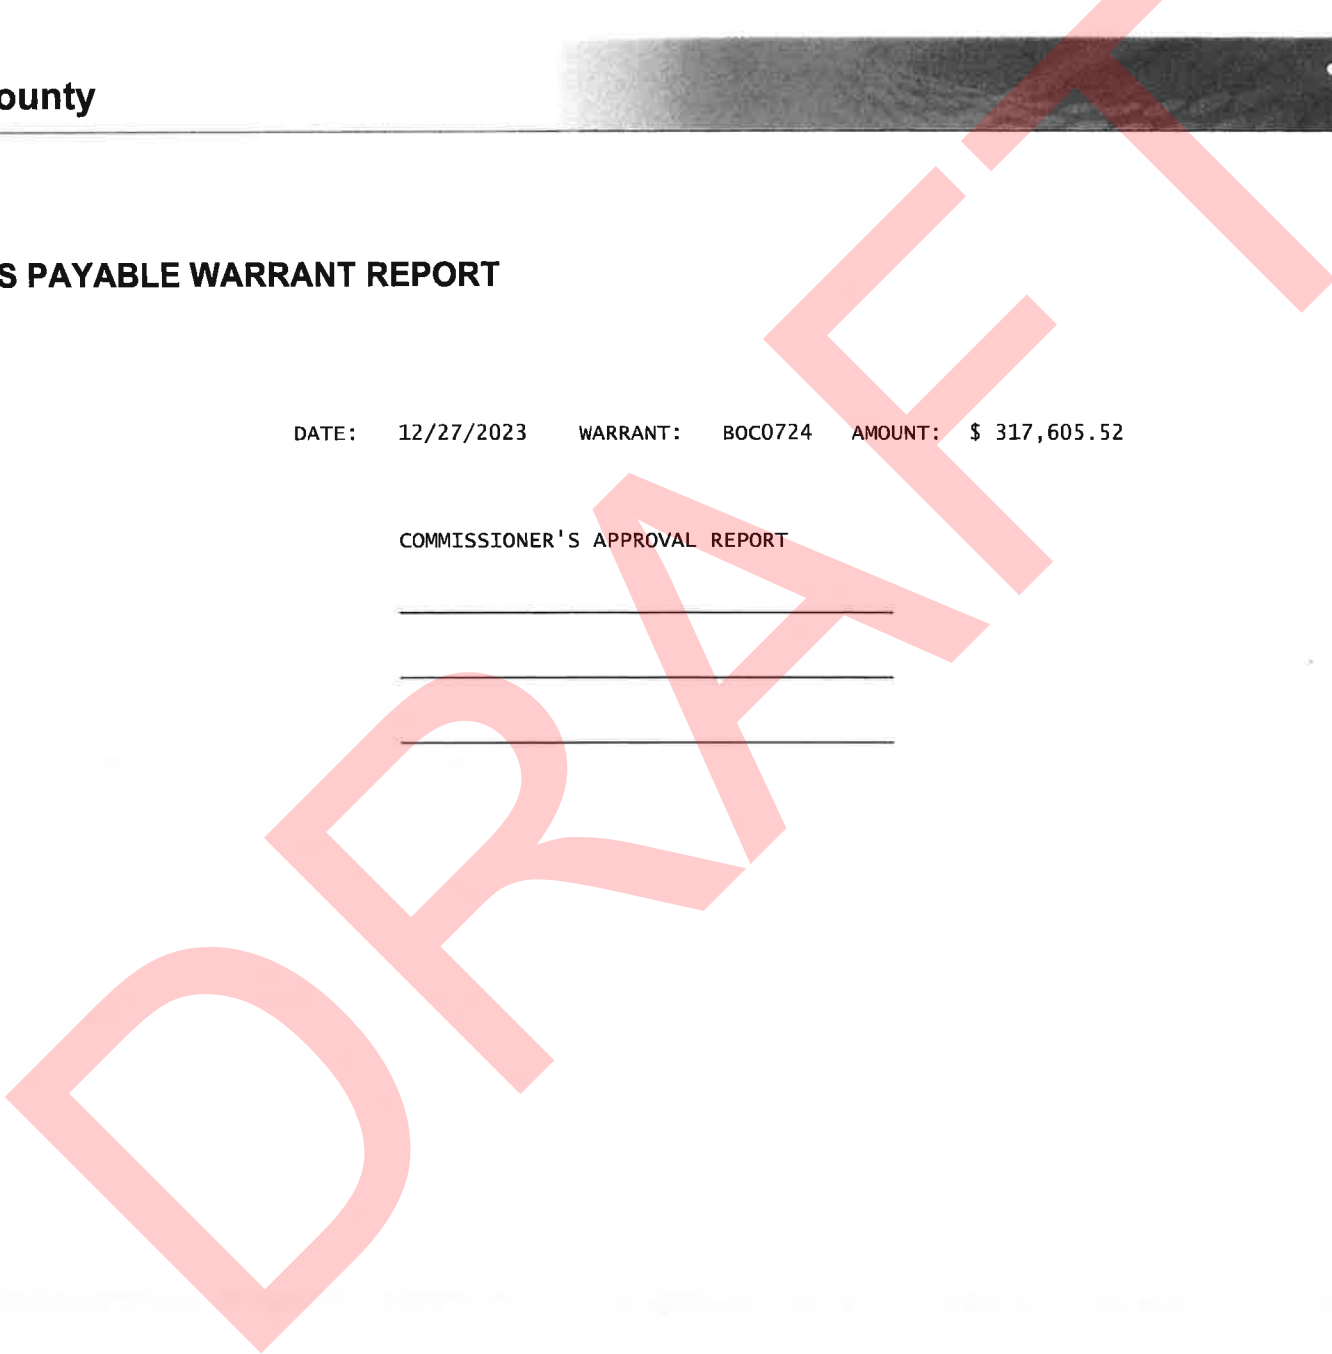 ounty
S PAYABLE WARRANT REPORT
DATE: 12/27/2023 WARRANT: BOC0724 AMOUNT: $ 317,605.52
COMMISSIONER'S APPROVAL REPORT
DRAFT